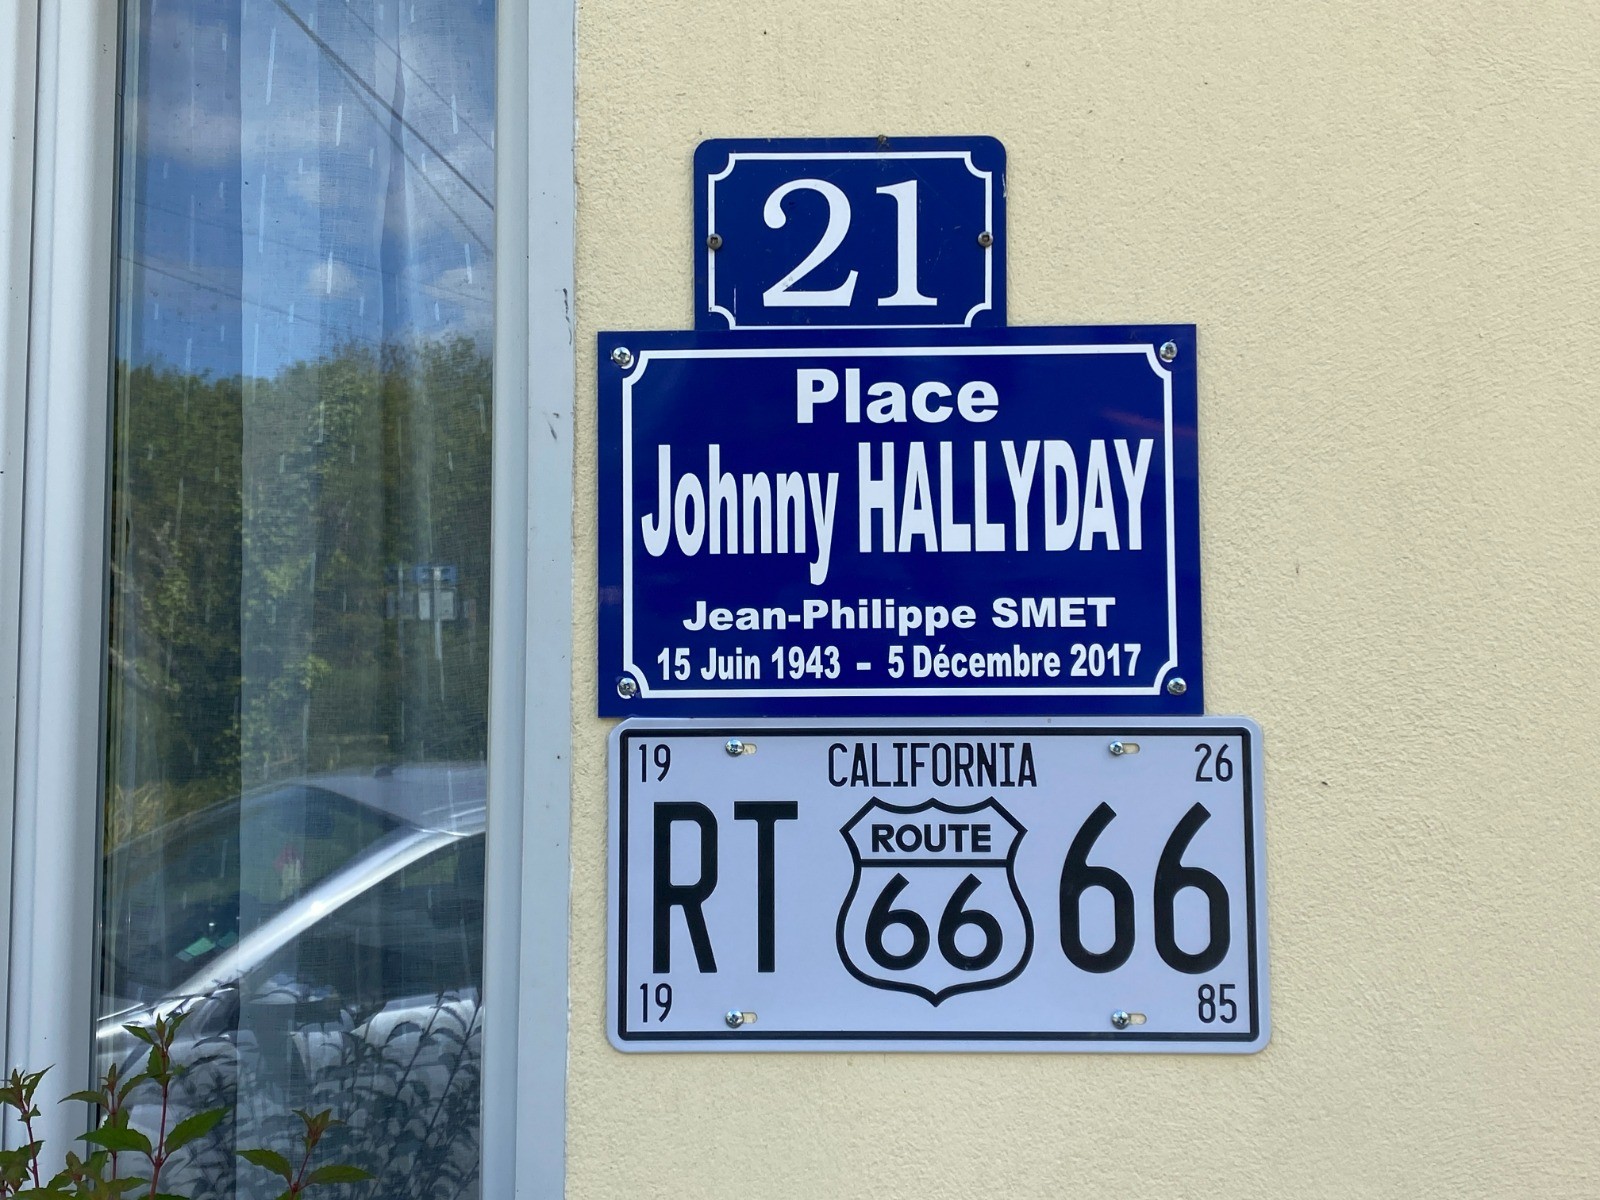 21
Place
Johnny HALLYDAY
Jean-Philippe SMET
15 Juin 1943 - 5 Décembre 2017
19 CALIFORNIA 26
RT ROUTE 66 66
19 85